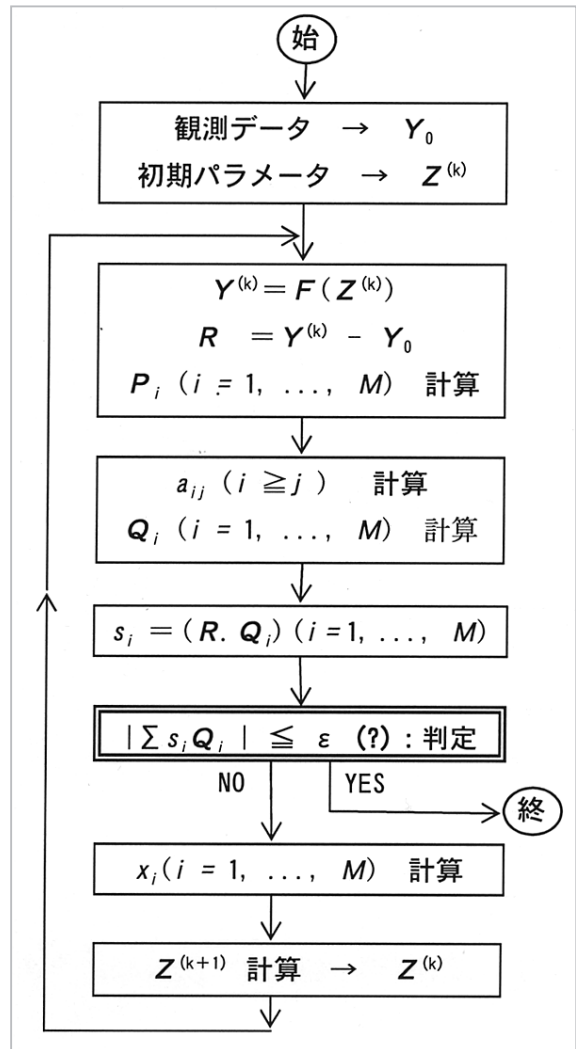 始
観測データ → Y₀
初期パラメータ → Z⁽ᵏ⁾
Y⁽ᵏ⁾ = F(Z⁽ᵏ⁾)
R = Y⁽ᵏ⁾ − Y₀
Pᵢ (i = 1, ..., M) 計算
aᵢⱼ (i ≧ j) 計算
Qᵢ (i = 1, ..., M) 計算
sᵢ = (R. Qᵢ)(i=1, ..., M)
|∑ sᵢQᵢ| ≦ ε (?) : 判定
NO YES
終
xᵢ(i = 1, ..., M) 計算
Z⁽ᵏ⁺¹⁾ 計算 → Z⁽ᵏ⁾